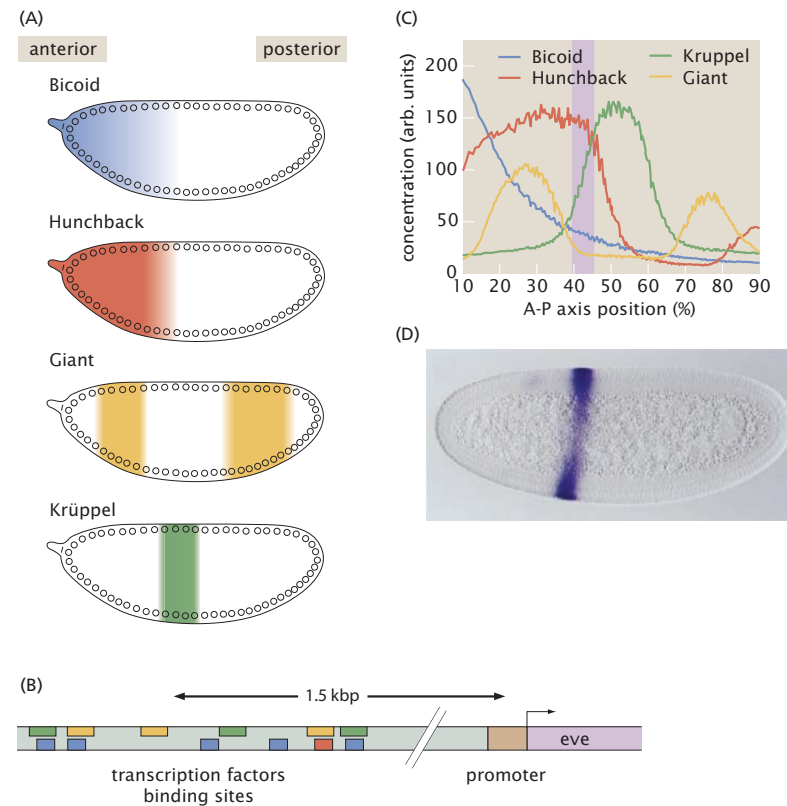 (A)
anterior
posterior
Bicoid
Hunchback
Giant
Krüppel
(C)
Bicoid
Hunchback
Kruppel
Giant
concentration (arb. units)
200
150
100
50
0
10 20 30 40 50 60 70 80 90
A-P axis position (%)
(D)
(B)
1.5 kbp
eve
transcription factors
binding sites
promoter